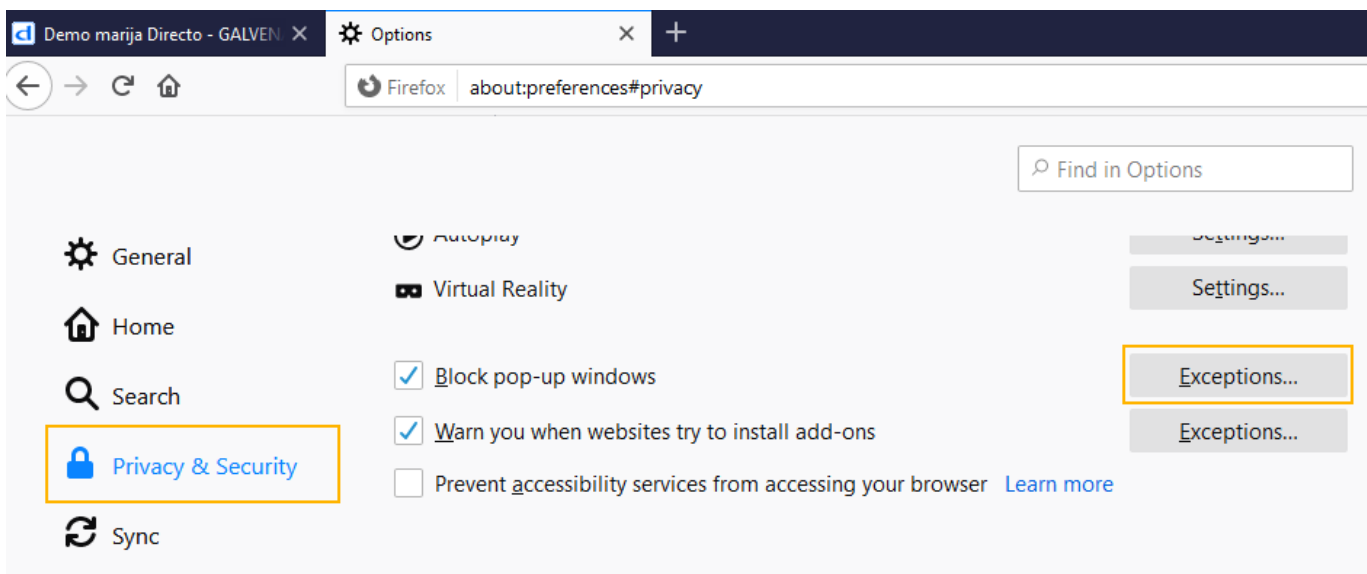 Demo marija Directo - GALVEN
Options
Firefox about:preferences#privacy
Find in Options
General
Home
Search
Privacy & Security
Sync
Autoplay Settings...
Virtual Reality Settings...
Block pop-up windows Exceptions...
Warn you when websites try to install add-ons Exceptions...
Prevent accessibility services from accessing your browser Learn more